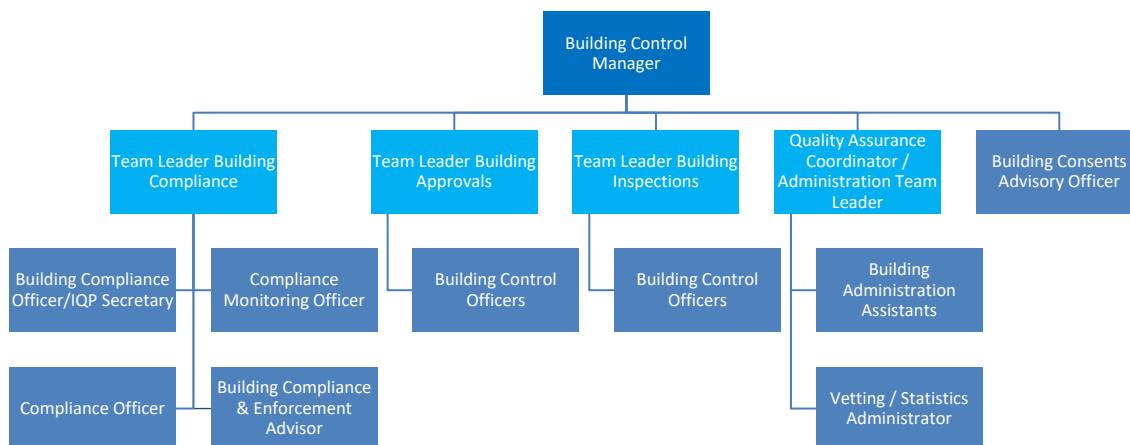 Building Control
Manager
Team Leader Building
Compliance
Team Leader Building
Approvals
Team Leader Building
Inspections
Quality Assurance
Coordinator /
Administration Team
Leader
Building Consents
Advisory Officer
Building Compliance
Officer/IQP Secretary
Compliance
Monitoring Officer
Building Control
Officers
Building Control
Officers
Building
Administration
Assistants
Compliance Officer
Building Compliance
& Enforcement
Advisor
Vetting / Statistics
Administrator